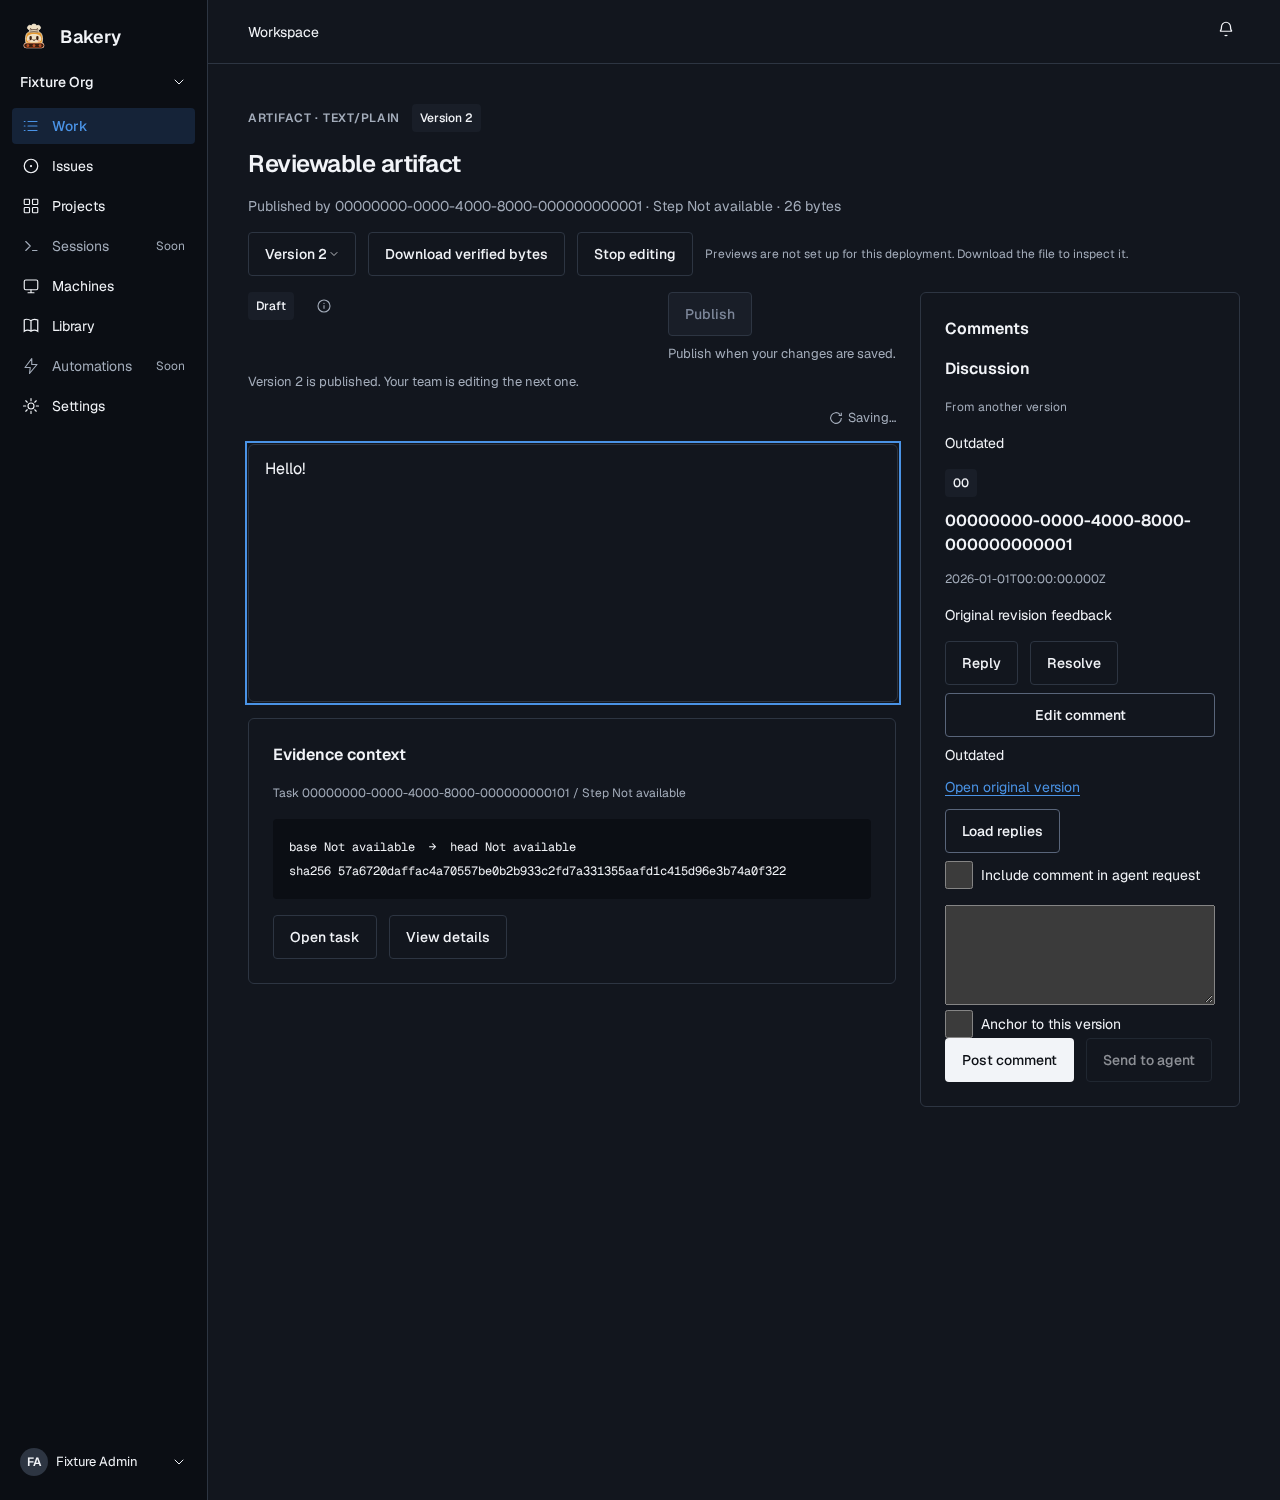 Bakery
Fixture Org
Work
Issues
Projects
Sessions Soon
Machines
Library
Automations Soon
Settings
FA Fixture Admin
Workspace
ARTIFACT · TEXT/PLAIN Version 2
Reviewable artifact
Published by 00000000-0000-4000-8000-000000000001 · Step Not available · 26 bytes
Version 2 Download verified bytes Stop editing Previews are not set up for this deployment. Download the file to inspect it.
Draft Publish
Publish when your changes are saved.
Version 2 is published. Your team is editing the next one.
Saving…
Hello!
Evidence context
Task 00000000-0000-4000-8000-000000000101 / Step Not available
base Not available → head Not available
sha256 57a6720daffac4a70557be0b2b933c2fd7a331355aafd1c415d96e3b74a0f322
Open task View details
Comments
Discussion
From another version
Outdated
00
00000000-0000-4000-8000-
000000000001
2026-01-01T00:00:00.000Z
Original revision feedback
Reply Resolve
Edit comment
Outdated
Open original version
Load replies
Include comment in agent request
Anchor to this version
Post comment Send to agent